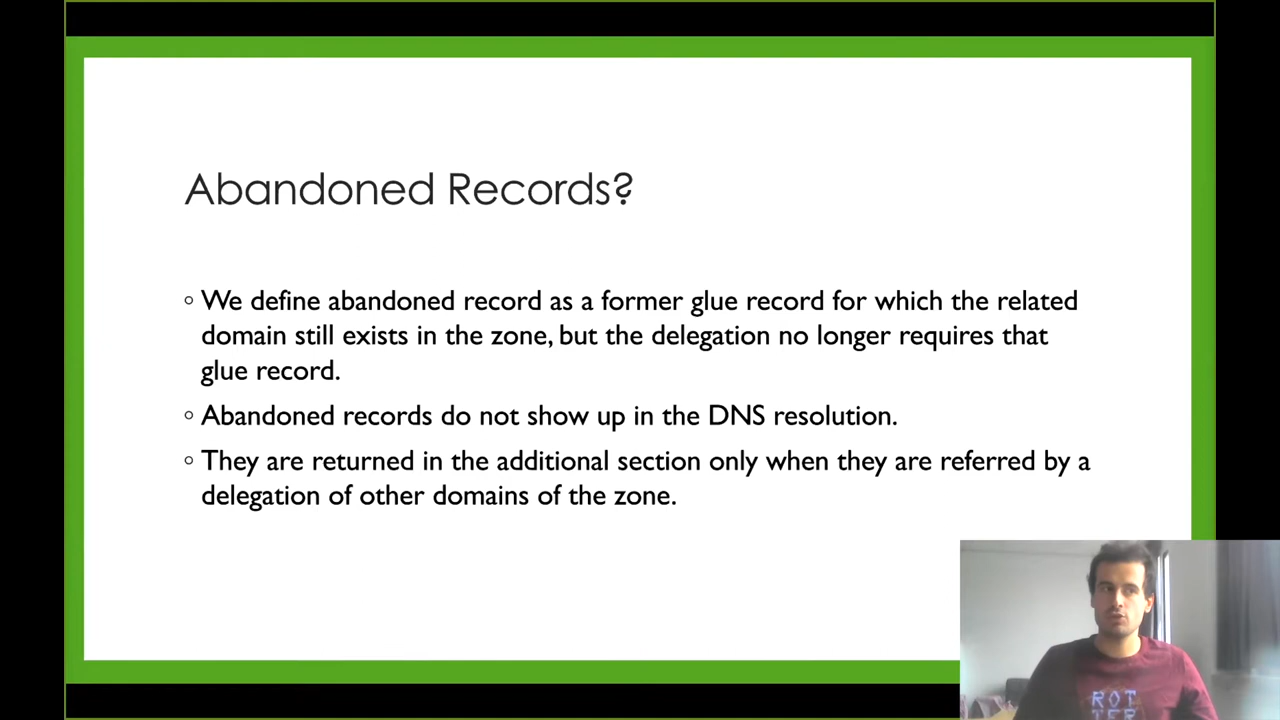 Abandoned Records?
◦ We define abandoned record as a former glue record for which the related
domain still exists in the zone, but the delegation no longer requires that
glue record.
◦ Abandoned records do not show up in the DNS resolution.
◦ They are returned in the additional section only when they are referred by a
delegation of other domains of the zone.
ROT
TER